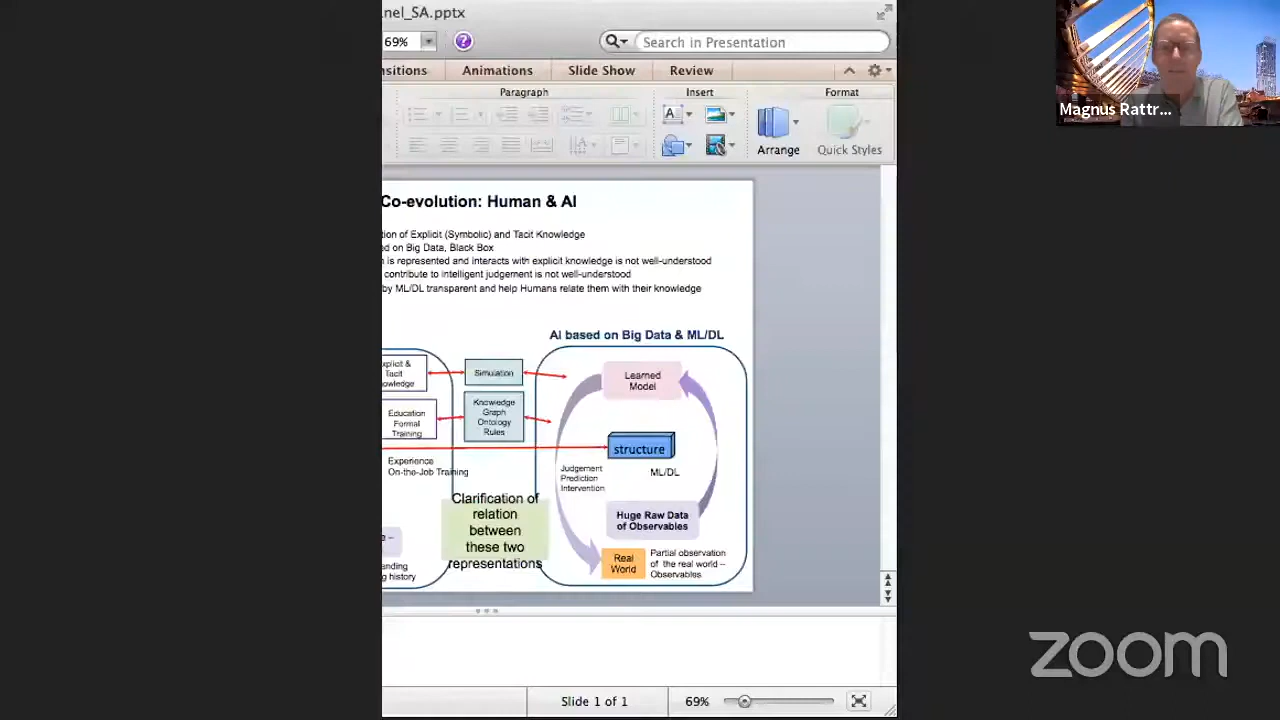 nel_SA.pptx
69%
?
Search in Presentation
sitions
Animations
Slide Show
Review
Paragraph
Insert
Format
A
Arrange
Quick Styles
Magnus Rattr...
Co-evolution: Human & AI
tion of Explicit (Symbolic) and Tacit Knowledge
ed on Big Data, Black Box
n is represented and interacts with explicit knowledge is not well-understood
contribute to intelligent judgement is not well-understood
by ML/DL transparent and help Humans relate them with their knowledge
AI based on Big Data & ML/DL
xplicit &
Tacit
nowledge
Simulation
Learned
Model
Education
Formal
Training
Knowledge
Graph
Ontology
Rules
structure
Experience
On-the-Job Training
Judgement
Prediction
Intervention
ML/DL
Clarification of
relation
between
these two
representations
Huge Raw Data
of Observables
e –
nding
g history
Real
World
Partial observation
of the real world –
Observables
Slide 1 of 1
69%
zoom